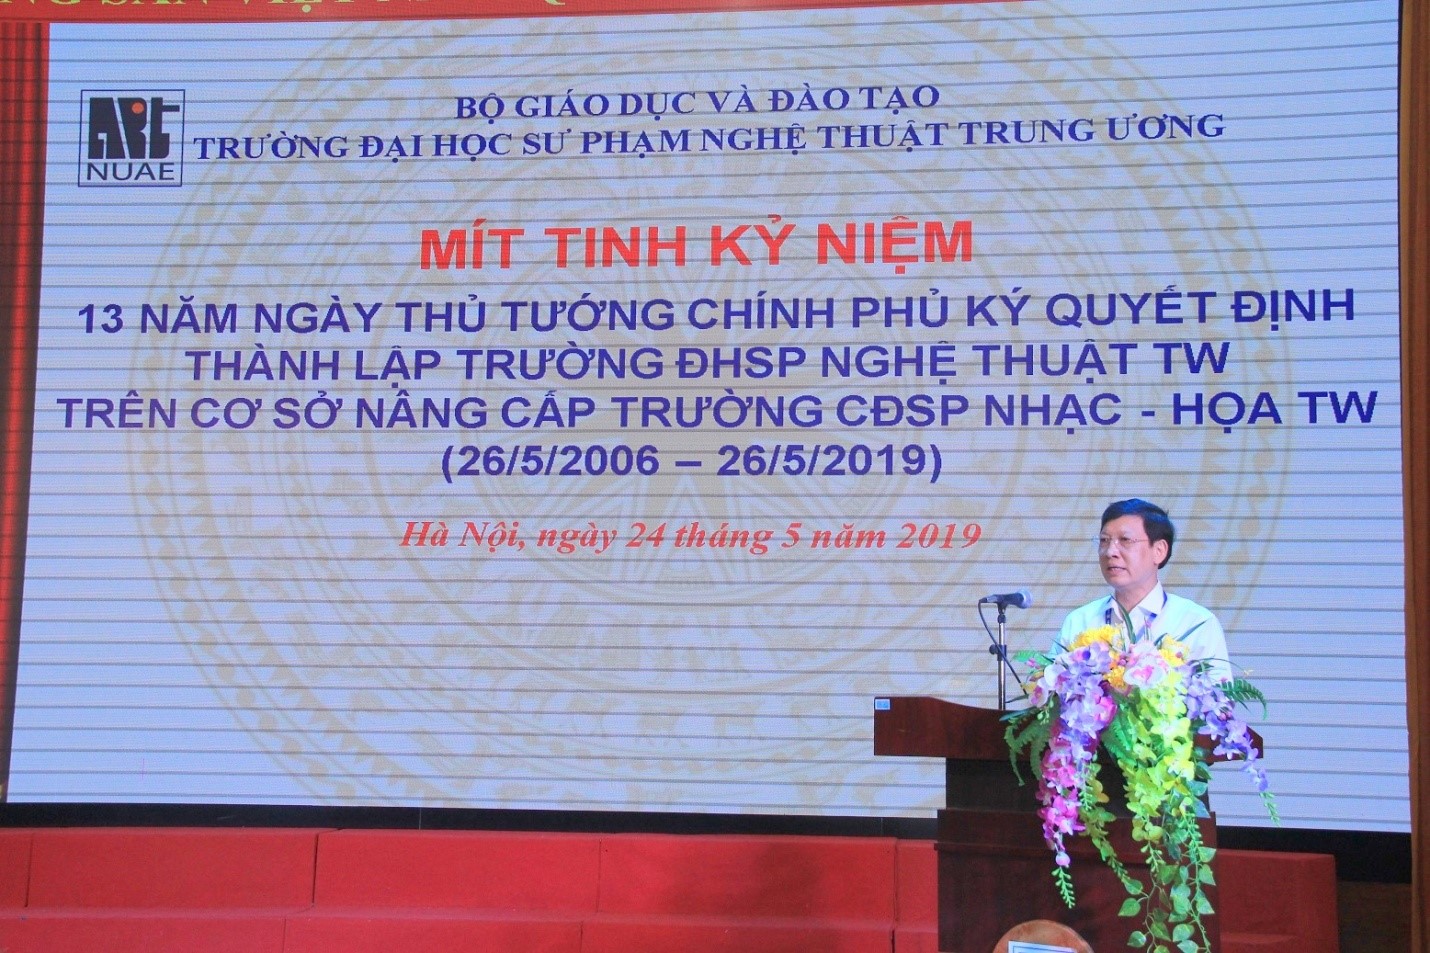 VIỆT
ART
NUAE
BỘ GIÁO DỤC VÀ ĐÀO TẠO
TRƯỜNG ĐẠI HỌC SƯ PHẠM NGHỆ THUẬT TRUNG ƯƠNG
MÍT TINH KỶ NIỆM
13 NĂM NGÀY THỦ TƯỚNG CHÍNH PHỦ KÝ QUYẾT ĐỊNH
THÀNH LẬP TRƯỜNG ĐHSP NGHỆ THUẬT TW
TRÊN CƠ SỞ NÂNG CẤP TRƯỜNG CĐSP NHẠC - HỌA TW
(26/5/2006 – 26/5/2019)
Hà Nội, ngày 24 tháng 5 năm 2019